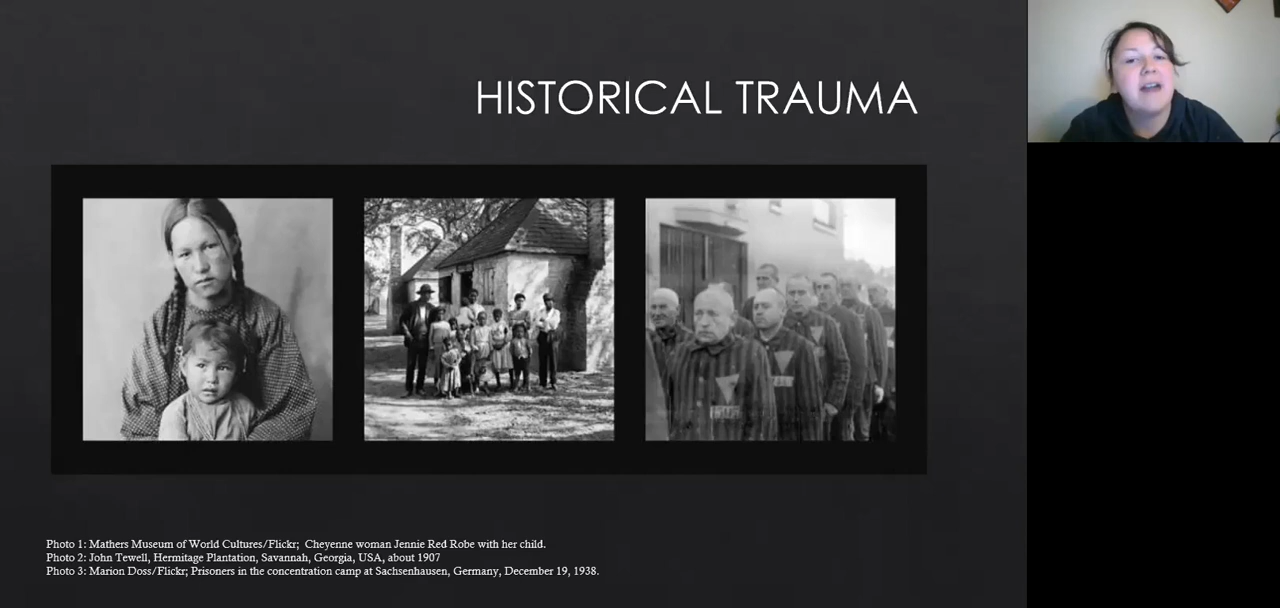 HISTORICAL TRAUMA
Photo 1: Mathers Museum of World Cultures/Flickr;  Cheyenne woman Jennie Red Robe with her child.
Photo 2: John Tewell, Hermitage Plantation, Savannah, Georgia, USA, about 1907
Photo 3: Marion Doss/Flickr; Prisoners in the concentration camp at Sachsenhausen, Germany, December 19, 1938.